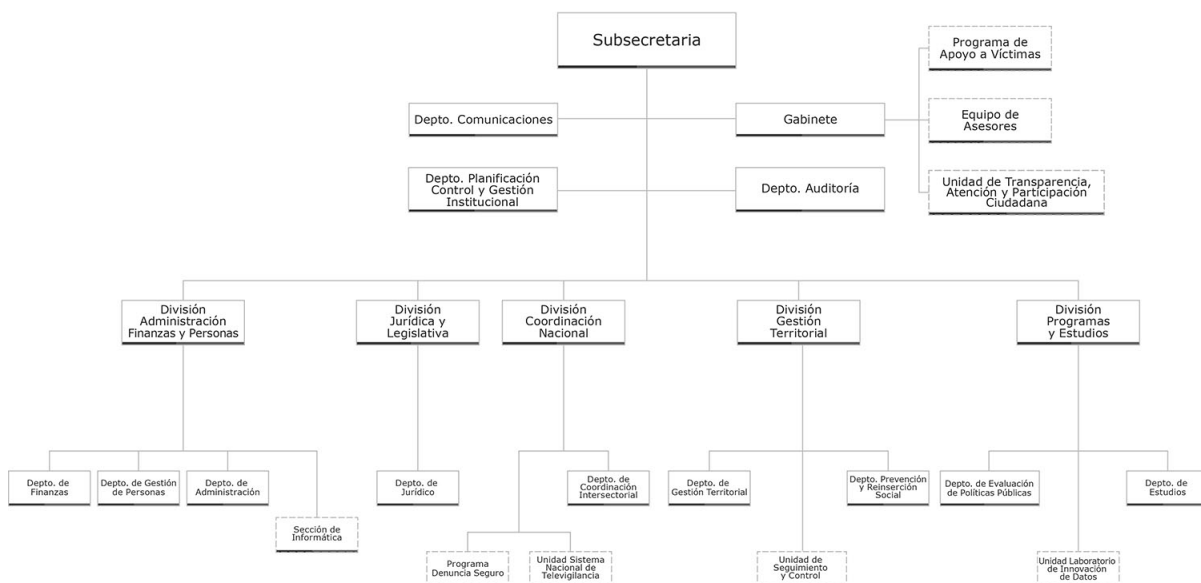 Subsecretaria
Programa de
Apoyo a Víctimas
Depto. Comunicaciones
Gabinete
Equipo de
Asesores
Depto. Planificación
Control y Gestión
Institucional
Depto. Auditoría
Unidad de Transparencia,
Atención y Participación
Ciudadana
División
Administración
Finanzas y Personas
División
Jurídica y
Legislativa
División
Coordinación
Nacional
División
Gestión
Territorial
División
Programas
y Estudios
Depto. de
Finanzas
Depto. de Gestión
de Personas
Depto. de
Administración
Sección de
Informática
Depto. de
Jurídico
Depto. de
Coordinación
Intersectorial
Programa
Denuncia Seguro
Unidad Sistema
Nacional de
Televigilancia
Depto. de
Gestión Territorial
Depto. Prevención
y Reinserción
Social
Unidad de
Seguimiento
y Control
Depto. de Evaluación
de Políticas Públicas
Depto. de
Estudios
Unidad Laboratorio
de Innovación
de Datos